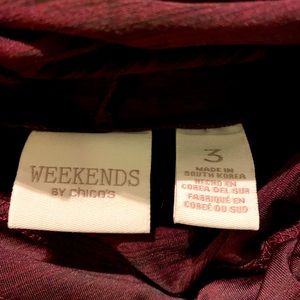 WEEKENDS
BY chico's
3
MADE IN
SOUTH KOREA
HECHO EN
COREA DEL SUR
FABRIQUÉ EN
CORÉE DU SUD